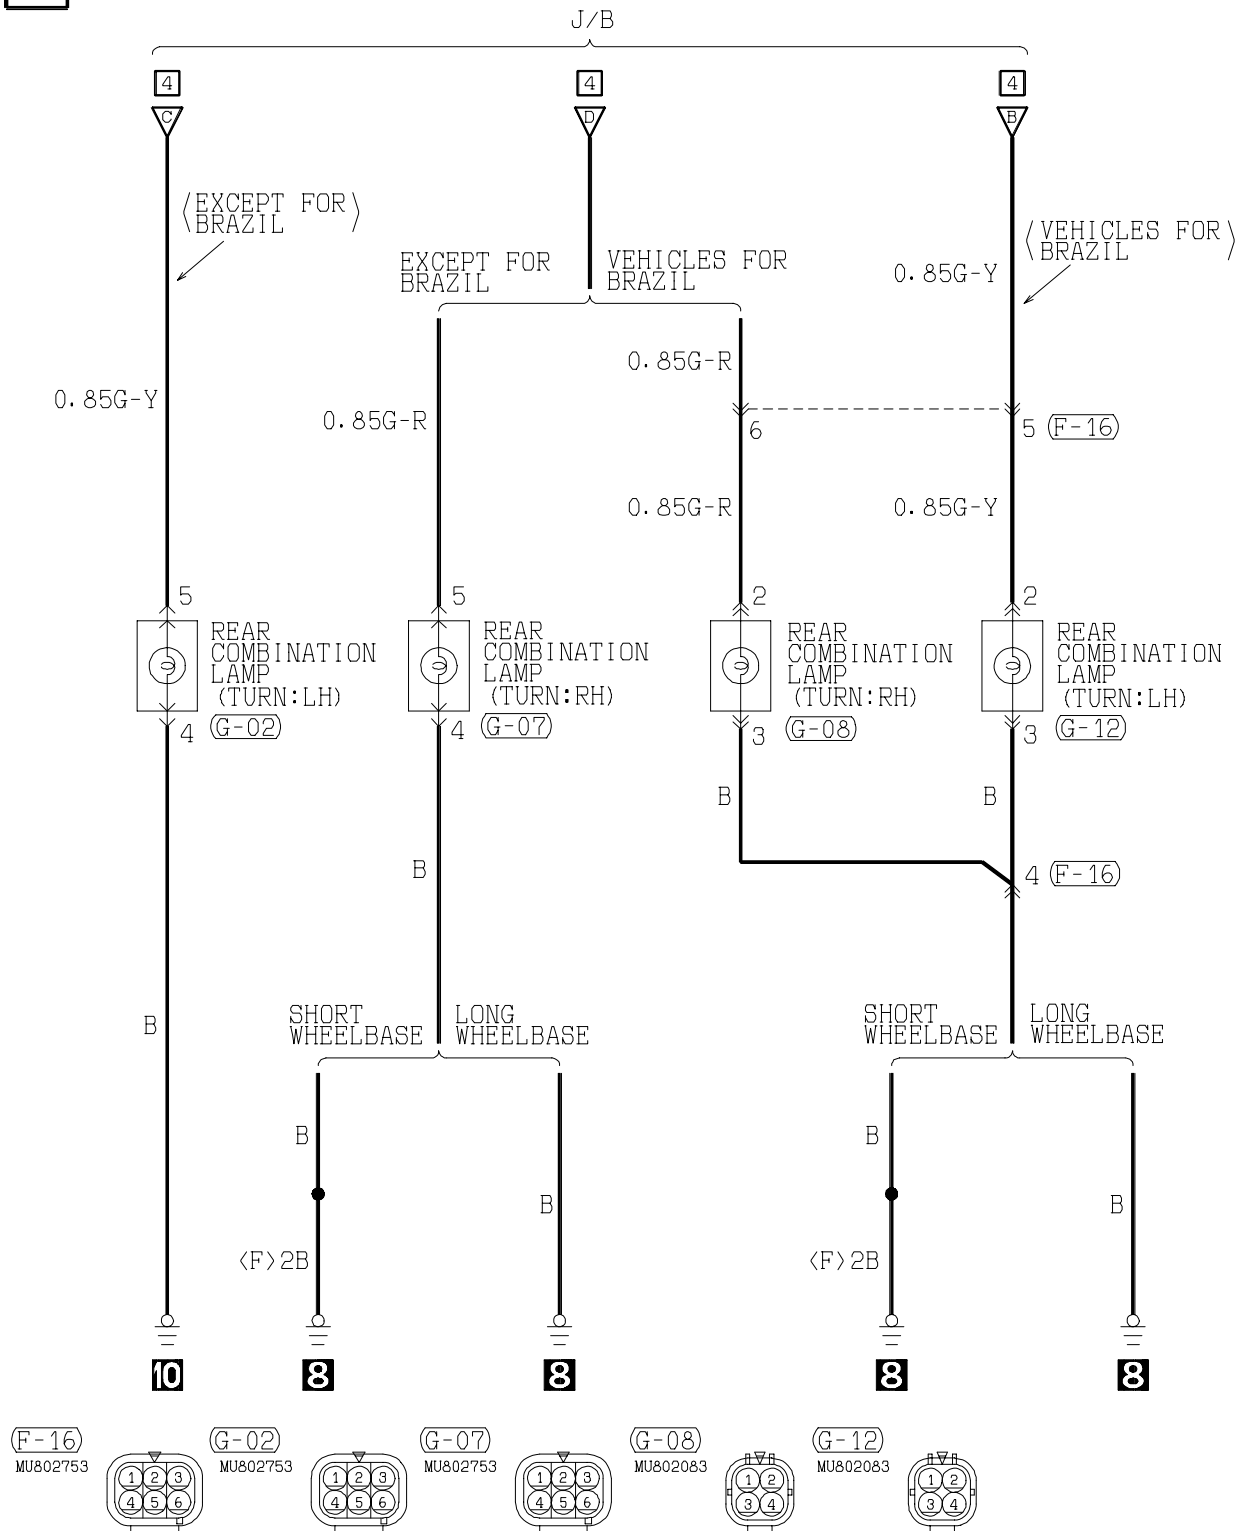 J/B
4
4
4
C
D
B
⟨EXCEPT FOR⟩
BRAZIL
⟨VEHICLES FOR⟩
BRAZIL
EXCEPT FOR
BRAZIL
VEHICLES FOR
BRAZIL
0.85G-Y
0.85G-R
0.85G-Y
0.85G-R
6
5 (F-16)
0.85G-R
0.85G-Y
5
5
2
2
REAR
COMBINATION
LAMP
(TURN:LH)
(G-02)
REAR
COMBINATION
LAMP
(TURN:RH)
(G-07)
REAR
COMBINATION
LAMP
(TURN:RH)
(G-08)
REAR
COMBINATION
LAMP
(TURN:LH)
(G-12)
4
4
3
3
B
B
B
4 (F-16)
B
SHORT
WHEELBASE
LONG
WHEELBASE
SHORT
WHEELBASE
LONG
WHEELBASE
B
B
B
B
⟨F⟩2B
⟨F⟩2B
10
8
8
8
8
(F-16)
MU802753
1 2 3
4 5 6
(G-02)
MU802753
1 2 3
4 5 6
(G-07)
MU802753
1 2 3
4 5 6
(G-08)
MU802083
1 2
3 4
(G-12)
MU802083
1 2
3 4